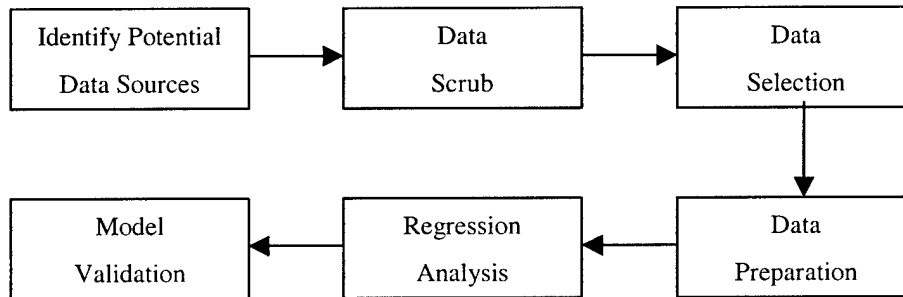 Identify Potential
Data Sources
Data
Scrub
Data
Selection
Data
Preparation
Regression
Analysis
Model
Validation